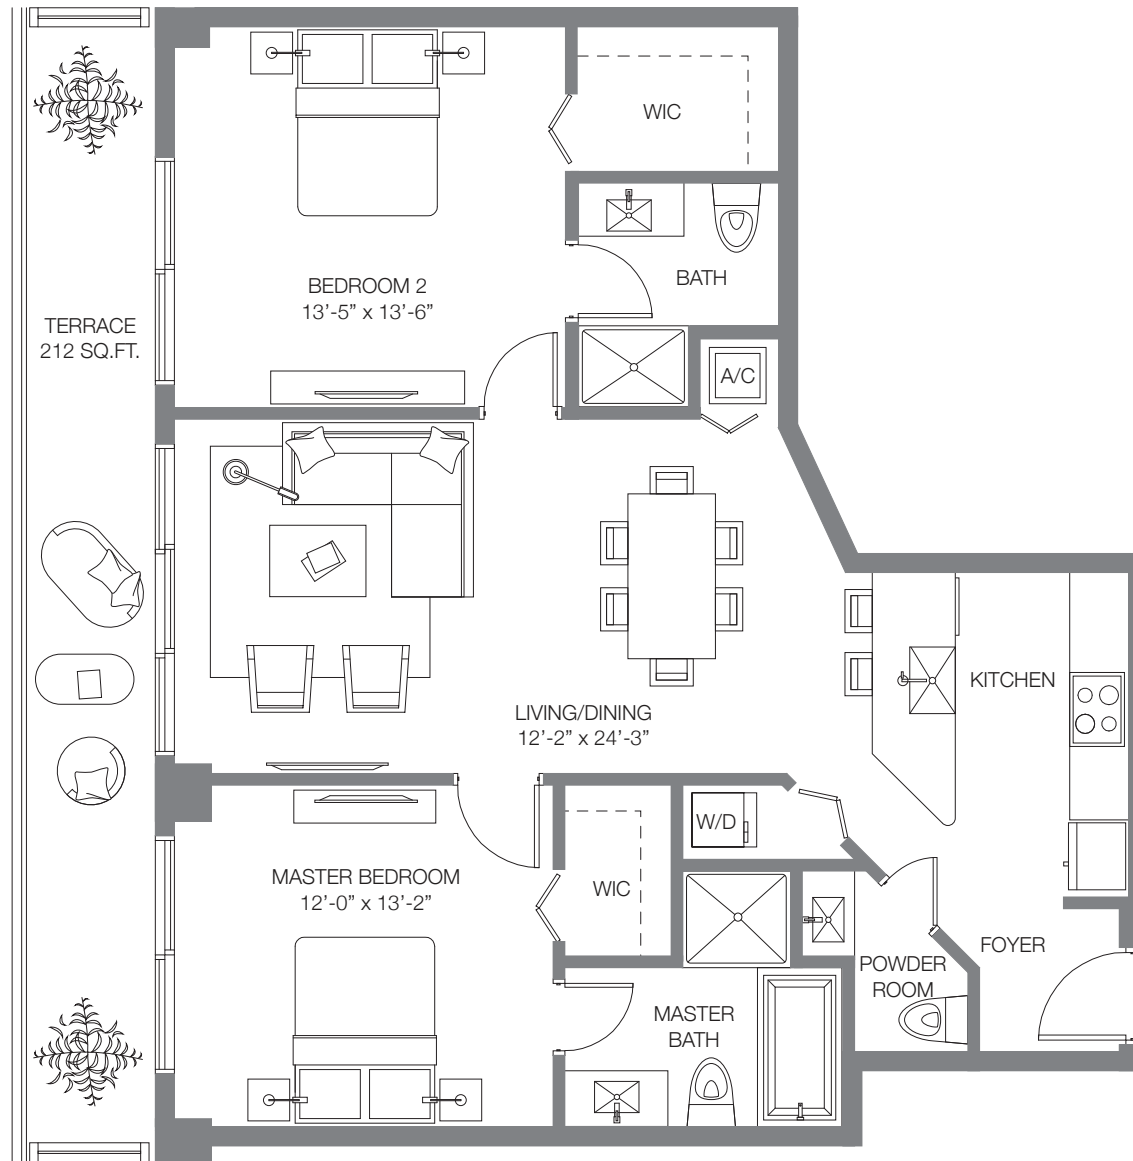 WIC
BATH
BEDROOM 2
13'-5” x 13'-6”
TERRACE
212 SQ.FT.
A/C
KITCHEN
LIVING/DINING
12'-2” x 24'-3”
W/D
MASTER BEDROOM
12'-0” x 13'-2”
WIC
FOYER
POWDER
ROOM
MASTER
BATH